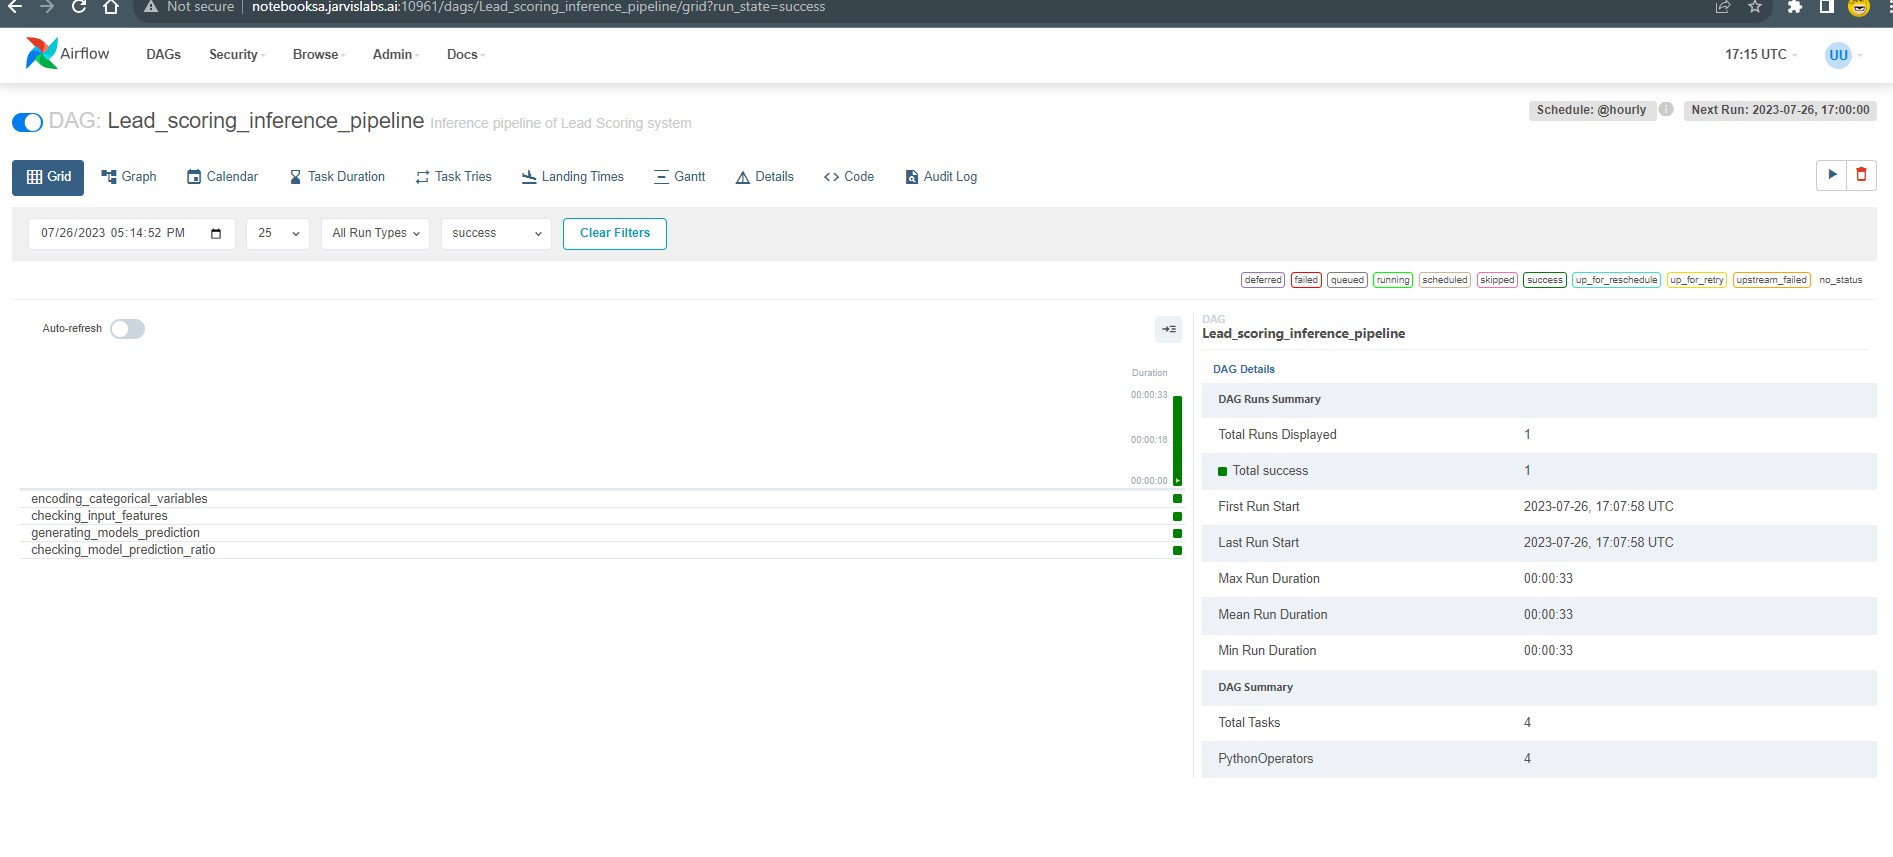 Not secure | notebooksa.jarvislabs.ai:10961/dags/Lead_scoring_inference_pipeline/grid?run_state=success
Airflow DAGs Security Browse Admin Docs 17:15 UTC UU
DAG: Lead_scoring_inference_pipeline Inference pipeline of Lead Scoring system
Schedule: @hourly Next Run: 2023-07-26, 17:00:00
Grid Graph Calendar Task Duration Task Tries Landing Times Gantt Details Code Audit Log
07/26/2023 05:14:52 PM 25 All Run Types success Clear Filters
deferred failed queued running scheduled skipped success up_for_reschedule up_for_retry upstream_failed no_status
Auto-refresh
Duration
00:00:33
00:00:16
00:00:00
encoding_categorical_variables
checking_input_features
generating_models_prediction
checking_model_prediction_ratio
DAG
Lead_scoring_inference_pipeline
DAG Details
DAG Runs Summary
Total Runs Displayed 1
Total success 1
First Run Start 2023-07-26, 17:07:58 UTC
Last Run Start 2023-07-26, 17:07:58 UTC
Max Run Duration 00:00:33
Mean Run Duration 00:00:33
Min Run Duration 00:00:33
DAG Summary
Total Tasks 4
PythonOperators 4